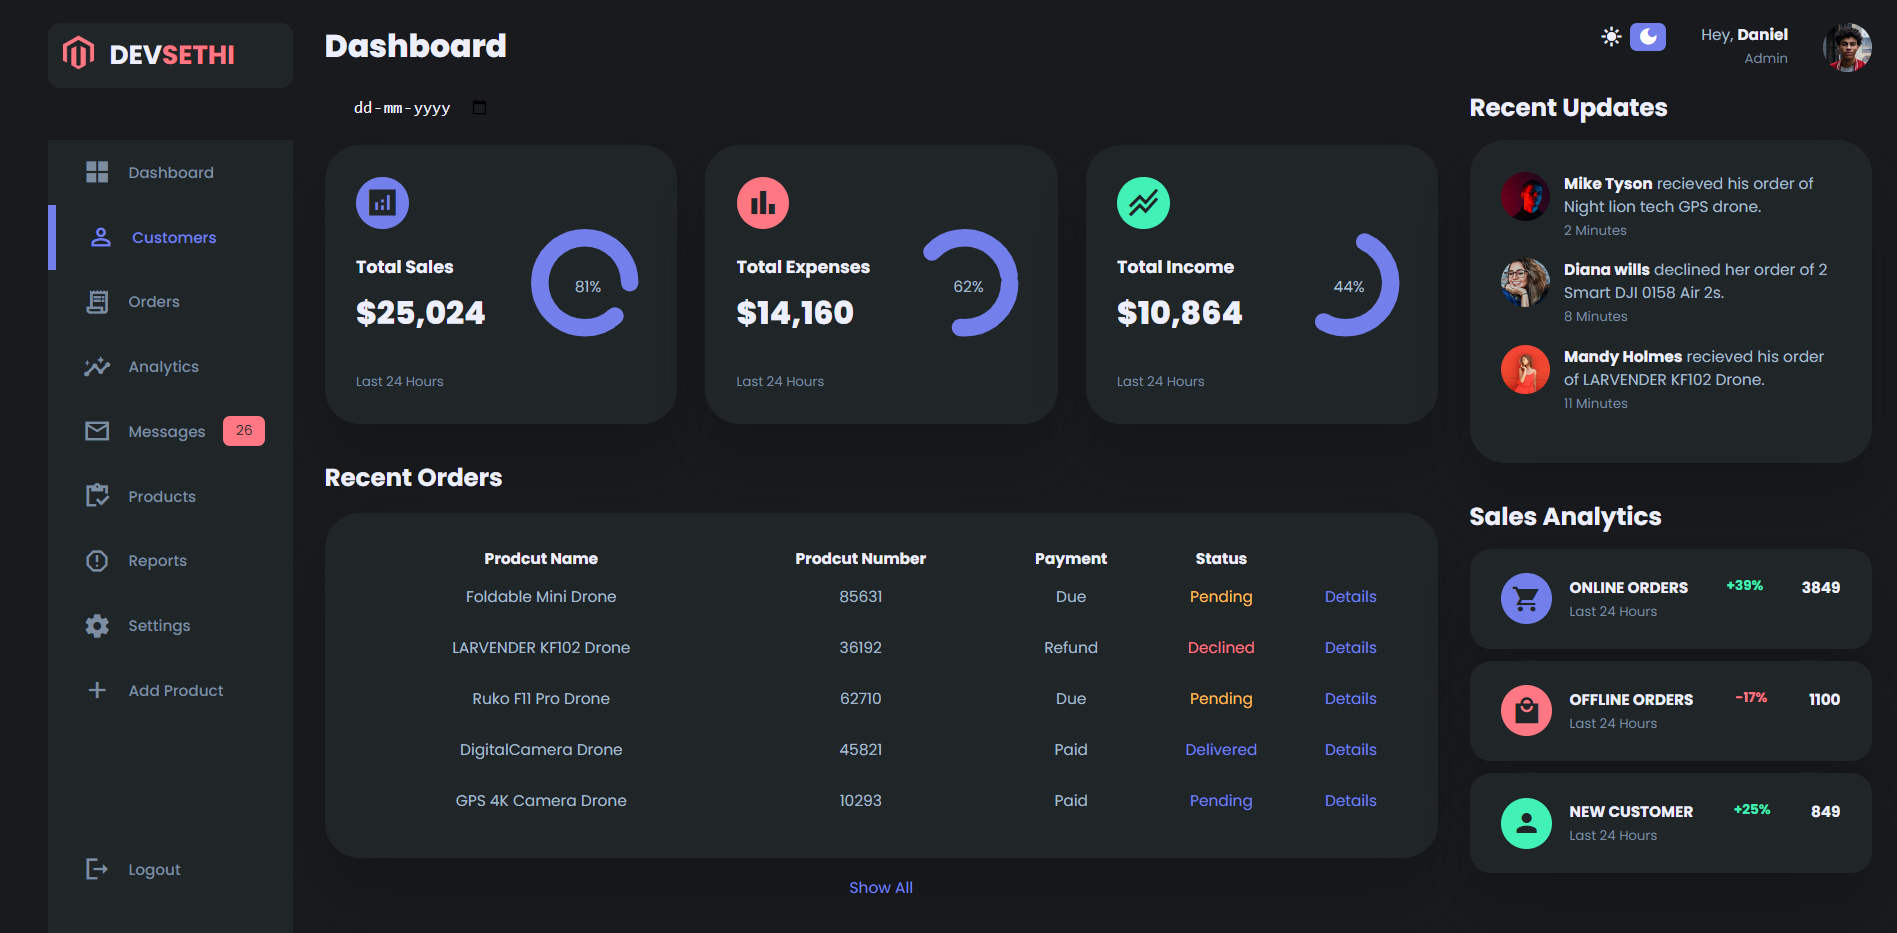 DEVSETHI
Dashboard
Customers
Orders
Analytics
Messages 26
Products
Reports
Settings
Add Product
Logout
Dashboard
dd-mm-yyyy
Total Sales
$25,024
81%
Last 24 Hours
Total Expenses
$14,160
62%
Last 24 Hours
Total Income
$10,864
44%
Last 24 Hours
Recent Orders
Prodcut Name Prodcut Number Payment Status
Foldable Mini Drone 85631 Due Pending Details
LARVENDER KF102 Drone 36192 Refund Declined Details
Ruko F11 Pro Drone 62710 Due Pending Details
DigitalCamera Drone 45821 Paid Delivered Details
GPS 4K Camera Drone 10293 Paid Pending Details
Show All
Hey, Daniel
Admin
Recent Updates
Mike Tyson recieved his order of
Night lion tech GPS drone.
2 Minutes
Diana wills declined her order of 2
Smart DJI 0158 Air 2s.
8 Minutes
Mandy Holmes recieved his order
of LARVENDER KF102 Drone.
11 Minutes
Sales Analytics
ONLINE ORDERS +39% 3849
Last 24 Hours
OFFLINE ORDERS -17% 1100
Last 24 Hours
NEW CUSTOMER +25% 849
Last 24 Hours